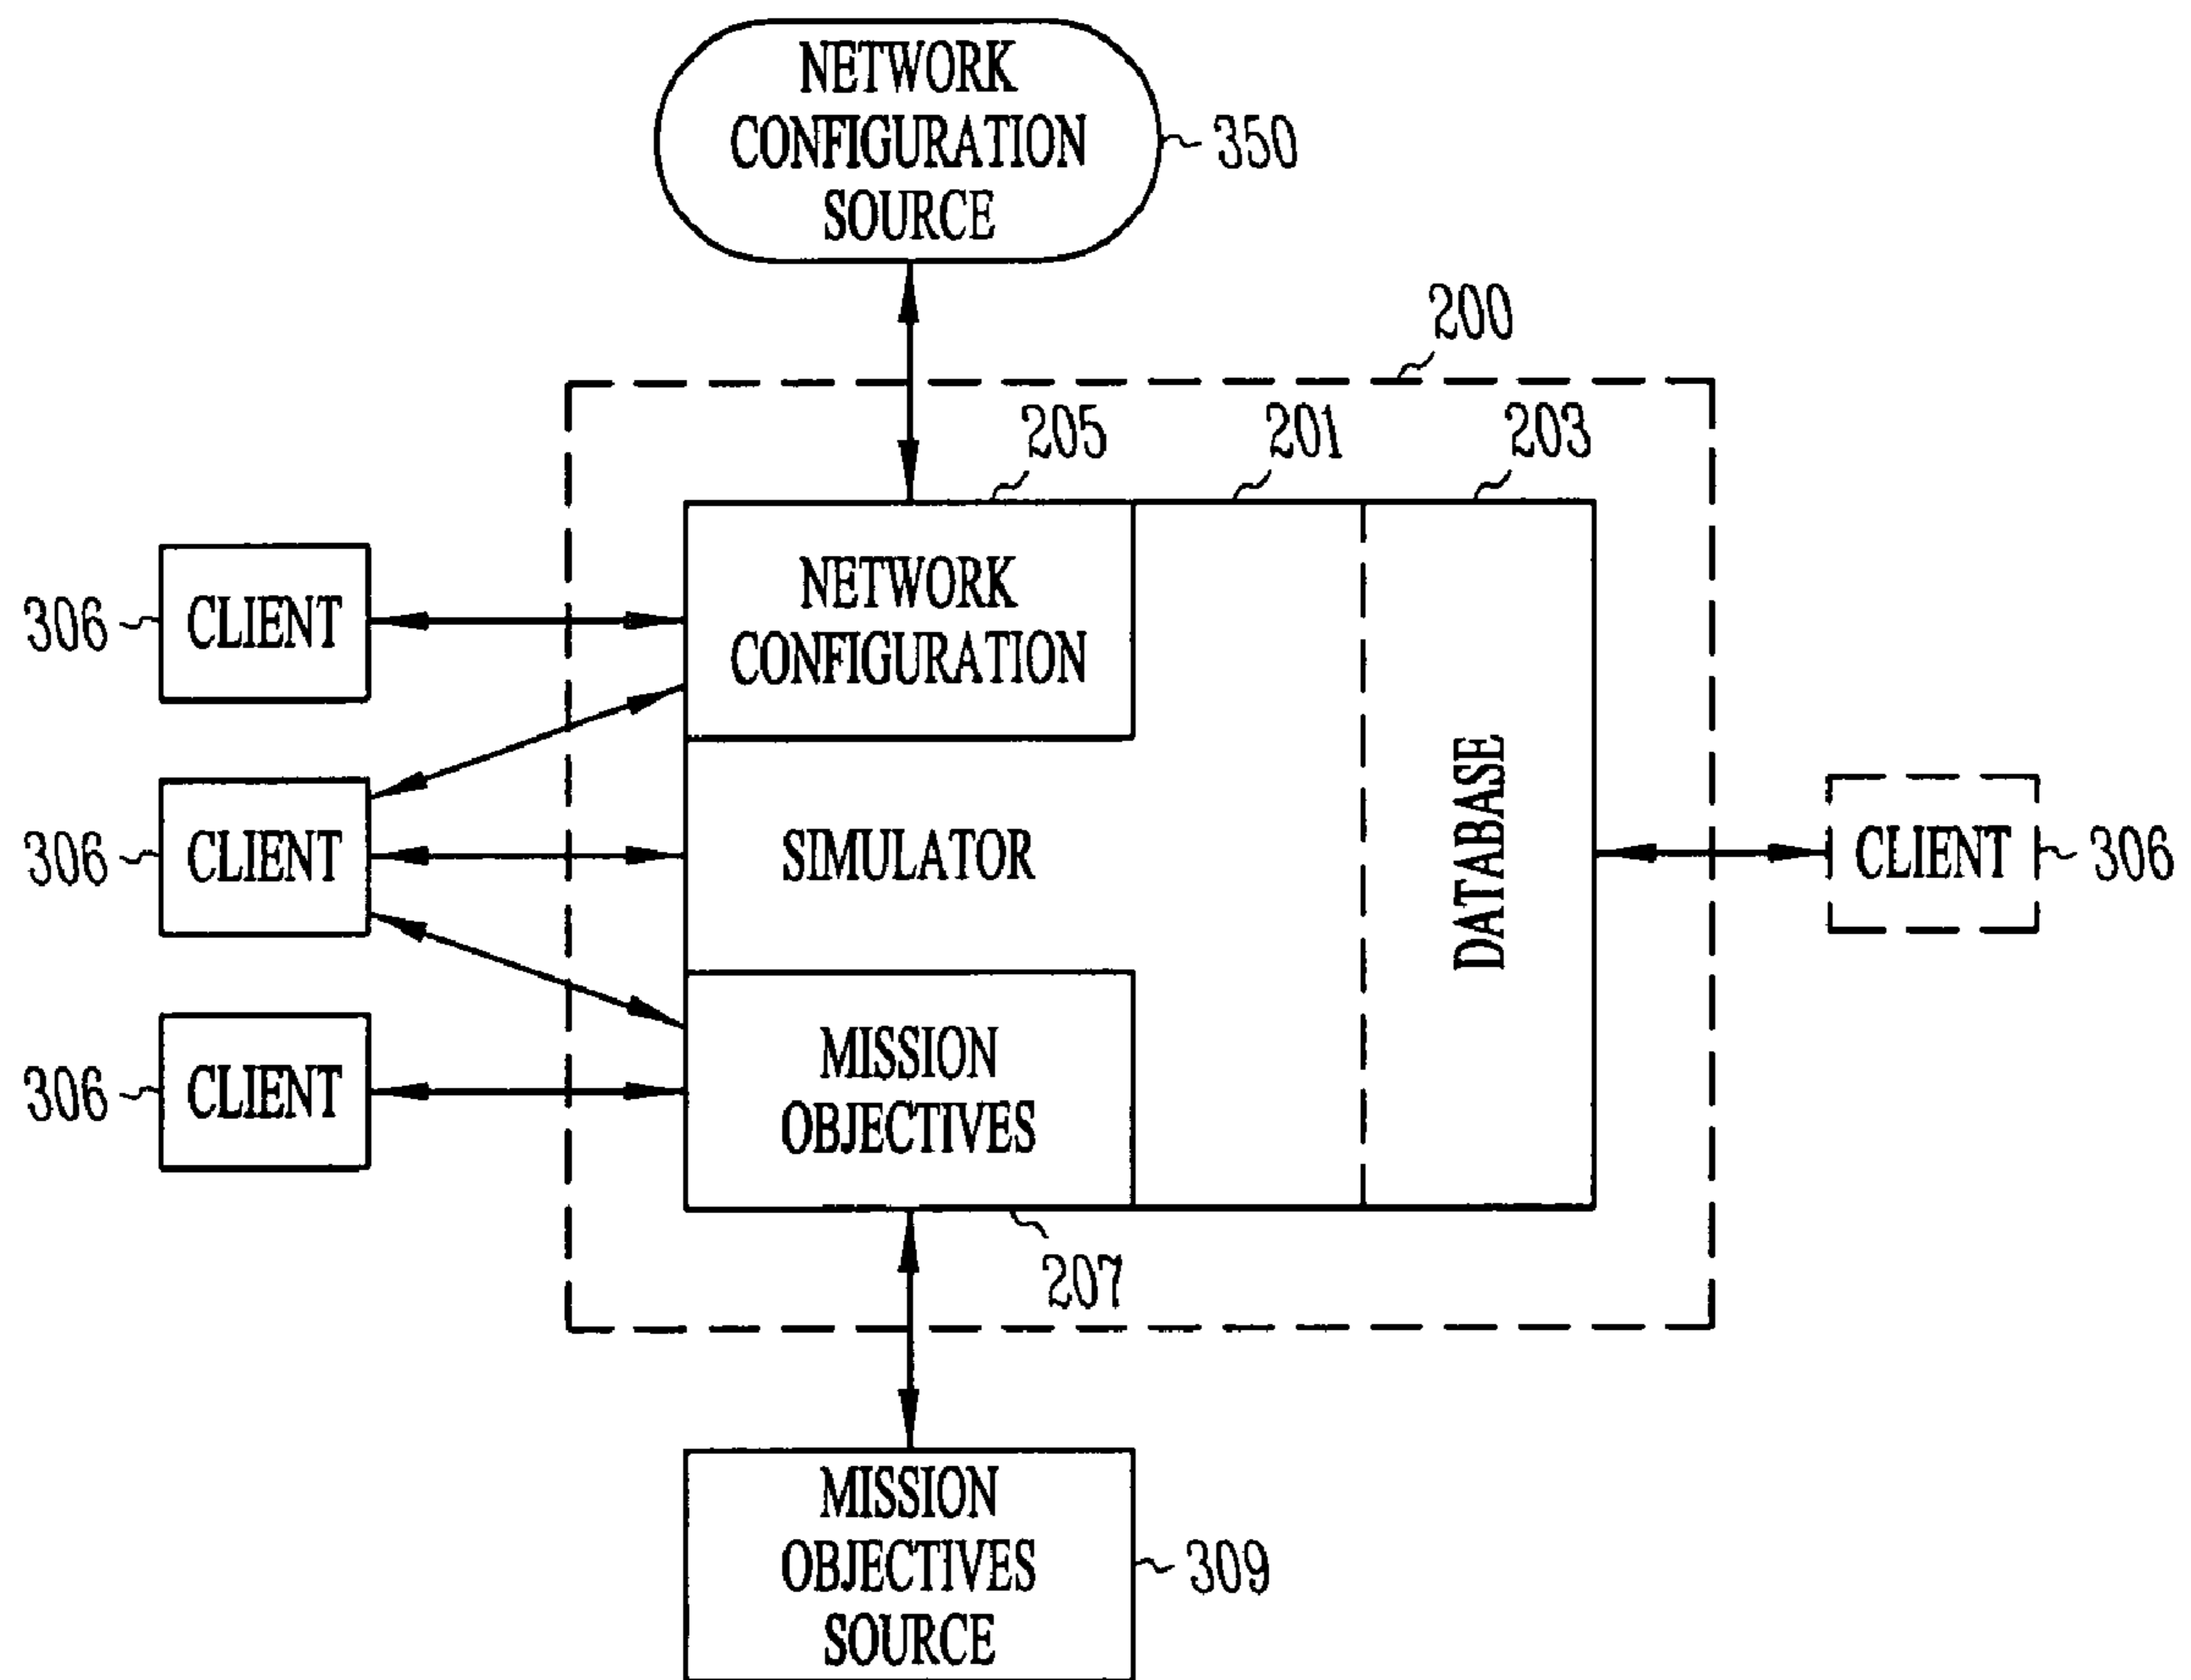 NETWORK
CONFIGURATION
SOURCE
350
200
205
201
203
NETWORK
CONFIGURATION
306
CLIENT
306
CLIENT
SIMULATOR
DATABASE
CLIENT
306
306
CLIENT
MISSION
OBJECTIVES
207
MISSION
OBJECTIVES
SOURCE
309